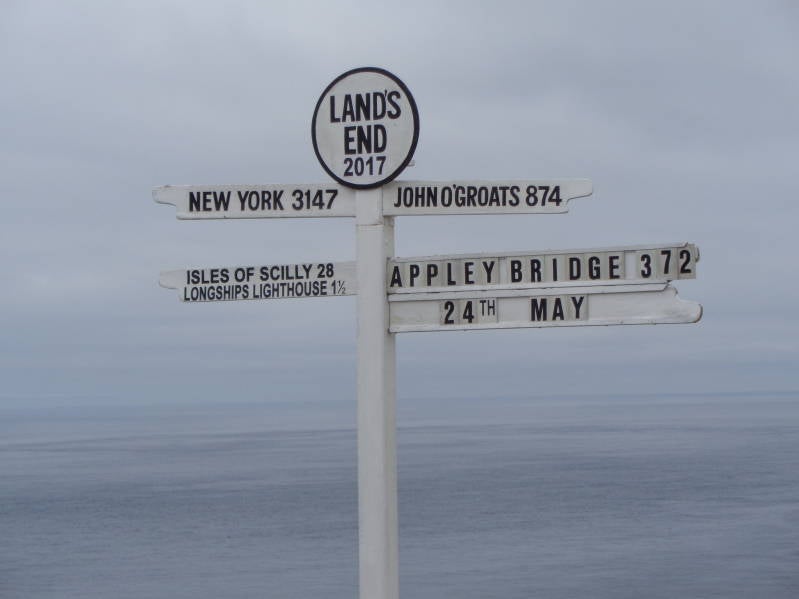 LAND'S
END
2017
NEW YORK 3147
JOHN O'GROATS 874
ISLES OF SCILLY 28
LONGSHIPS LIGHTHOUSE 1½
APPLEY BRIDGE 372
24TH MAY